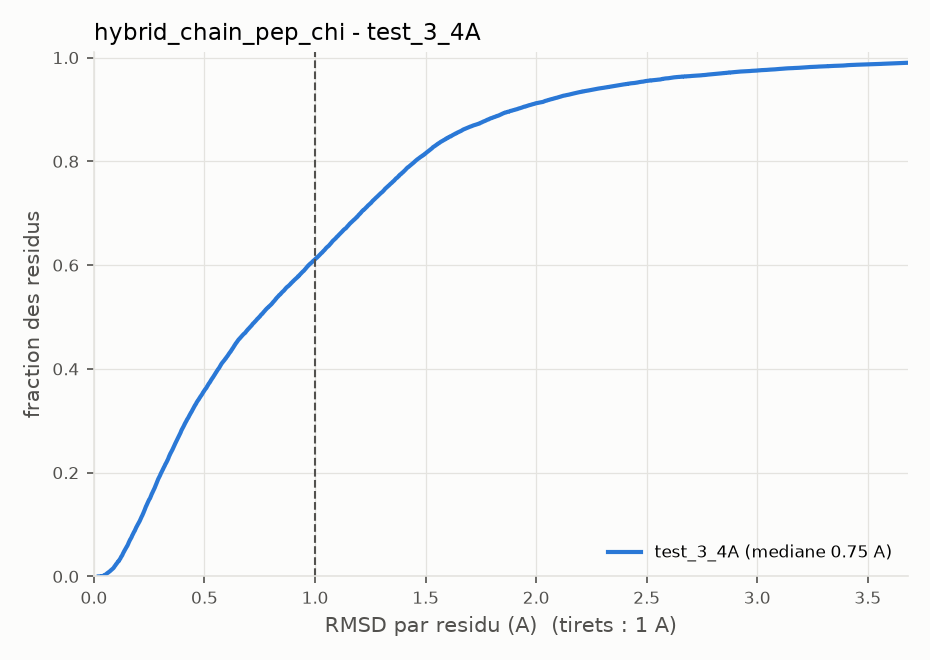 hybrid_chain_pep_chi - test_3_4A
1.0
0.8
0.6
0.4
0.2
0.0
fraction des residus
test_3_4A (mediane 0.75 A)
0.0 0.5 1.0 1.5 2.0 2.5 3.0 3.5
RMSD par residu (A) (tirets : 1 A)